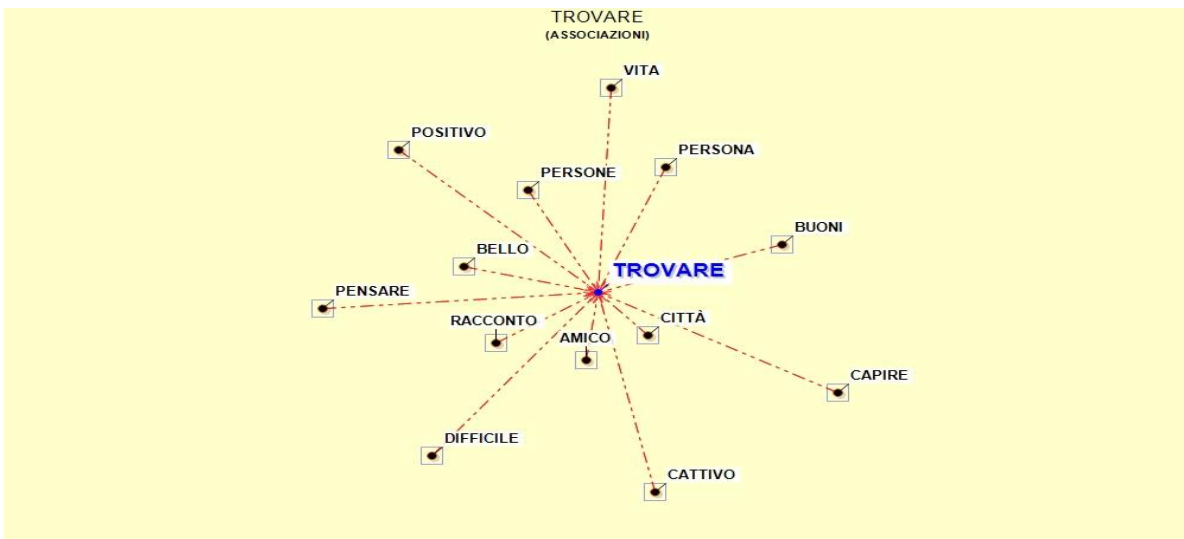 TROVARE
(ASSOCIAZIONI)
VITA
POSITIVO
PERSONA
PERSONE
BUONI
BELLO
TROVARE
PENSARE
RACCONTO
CITTÀ
AMICO
CAPIRE
DIFFICILE
CATTIVO